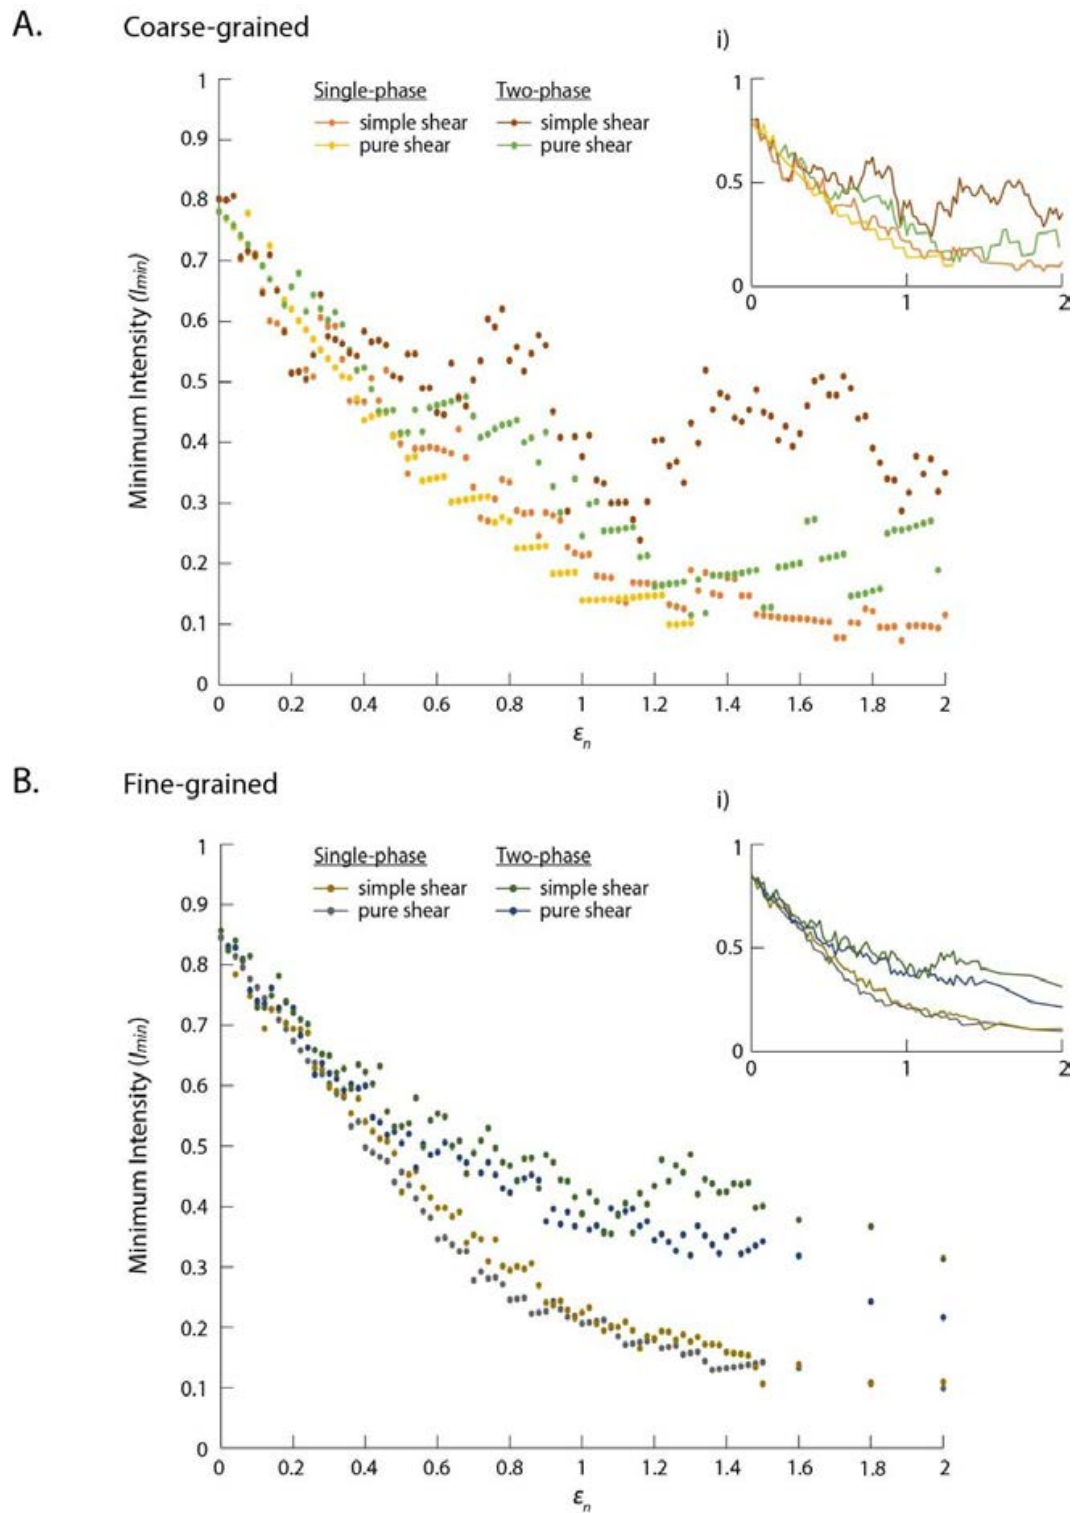 A.
Coarse-grained
i)
Single-phase Two-phase
simple shear simple shear
pure shear pure shear
1
0.9
0.8
0.7
0.6
0.5
0.4
0.3
0.2
0.1
0
Minimum Intensity (Imin)
0 0.2 0.4 0.6 0.8 1 1.2 1.4 1.6 1.8 2
εn
1
0.5
0
0 1 2
B.
Fine-grained
i)
Single-phase Two-phase
simple shear simple shear
pure shear pure shear
1
0.9
0.8
0.7
0.6
0.5
0.4
0.3
0.2
0.1
0
Minimum Intensity (Imin)
0 0.2 0.4 0.6 0.8 1 1.2 1.4 1.6 1.8 2
εn
1
0.5
0
0 1 2